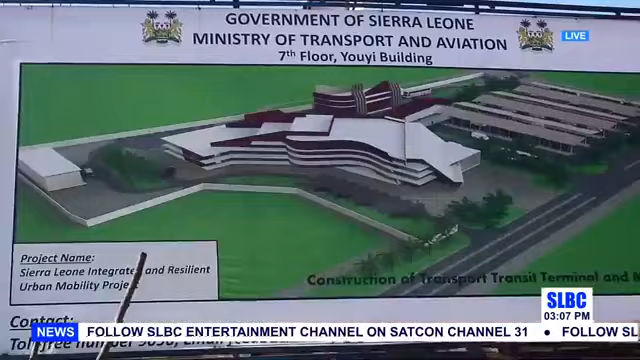 GOVERNMENT OF SIERRA LEONE
MINISTRY OF TRANSPORT AND AVIATION
7th Floor, Youyi Building
LIVE
Project Name:
Sierra Leone Integrated and Resilient
Urban Mobility Project
Construction of Transport Transit Terminal and
Contact:
number
SLBC
03:07 PM
NEWS FOLLOW SLBC ENTERTAINMENT CHANNEL ON SATCON CHANNEL 31 • FOLLOW SL